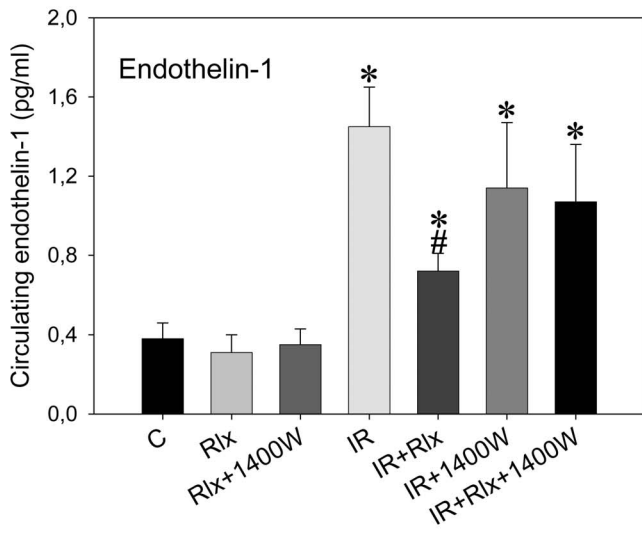 Endothelin-1
Circulating endothelin-1 (pg/ml)
2,0
1,6
1,2
0,8
0,4
0,0
*
*
#
*
*
C
Rlx
Rlx+1400W
IR
IR+Rlx
IR+1400W
IR+Rlx+1400W